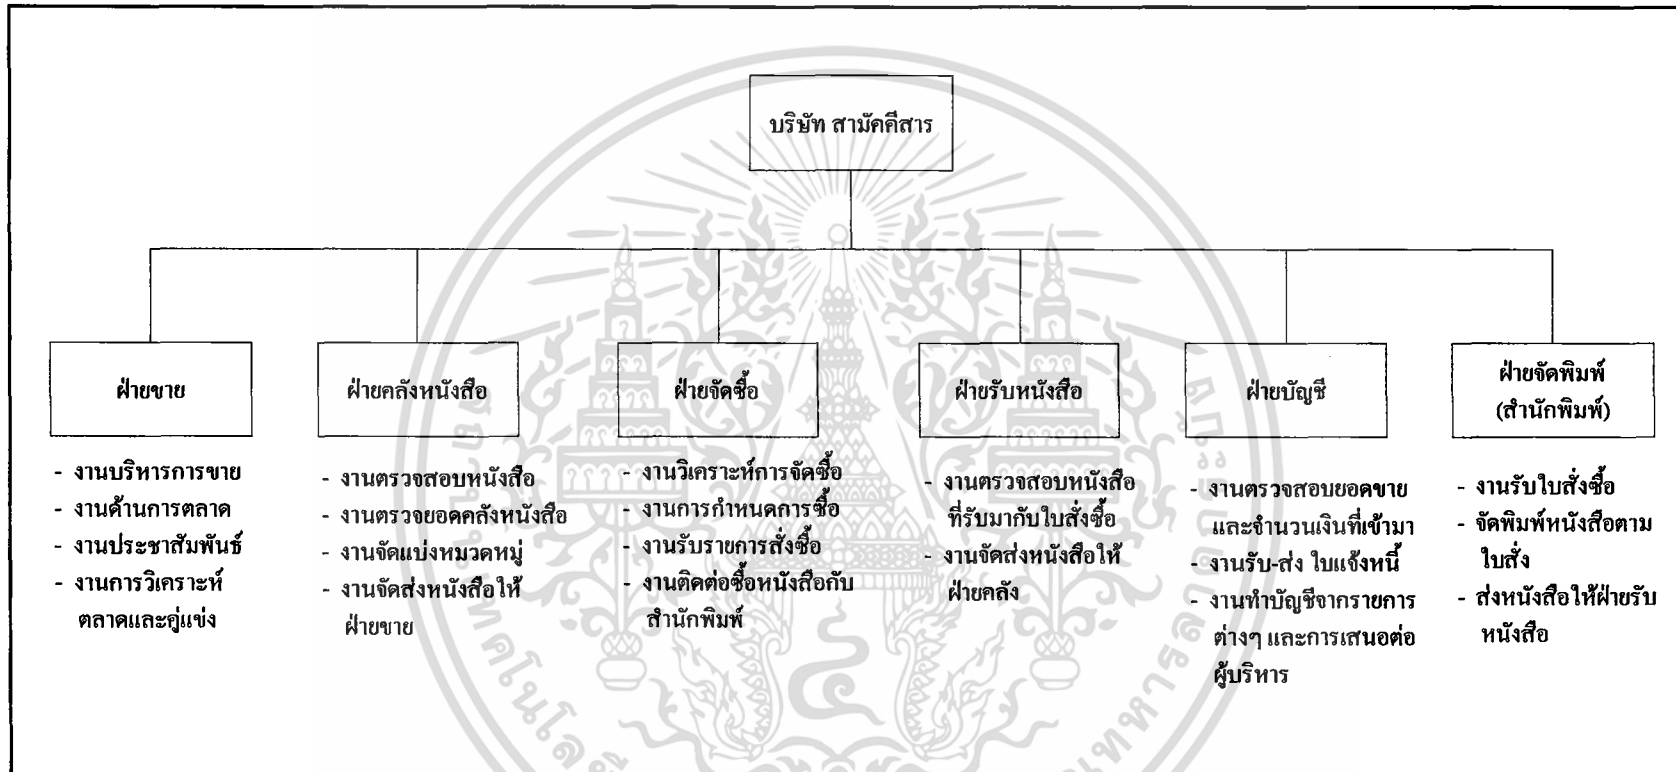 บริษัท สามัคคีสาร
ฝ่ายขาย
- งานบริหารการขาย
- งานด้านการตลาด
- งานประชาสัมพันธ์
- งานการวิเคราะห์
ตลาดและคู่แข่ง
ฝ่ายคลังหนังสือ
- งานตรวจสอบหนังสือ
- งานตรวจยอดคลังหนังสือ
- งานจัดแบ่งหมวดหมู่
- งานจัดส่งหนังสือให้
ฝ่ายขาย
ฝ่ายจัดซื้อ
- งานวิเคราะห์การจัดซื้อ
- งานการกำหนดการซื้อ
- งานรับรายการสั่งซื้อ
- งานติดต่อซื้อหนังสือกับ
สำนักพิมพ์
ฝ่ายรับหนังสือ
- งานตรวจสอบหนังสือ
ที่รับมากับใบสั่งซื้อ
- งานจัดส่งหนังสือให้
ฝ่ายคลัง
ฝ่ายบัญชี
- งานตรวจสอบยอดขาย
และจำนวนเงินที่เข้ามา
- งานรับ-ส่ง ใบแจ้งหนี้
- งานทำบัญชีจากรายการ
ต่างๆ และการเสนอต่อ
ผู้บริหาร
ฝ่ายจัดพิมพ์
(สำนักพิมพ์)
- งานรับใบสั่งซื้อ
- จัดพิมพ์หนังสือตาม
ใบสั่ง
- ส่งหนังสือให้ฝ่ายรับ
หนังสือ